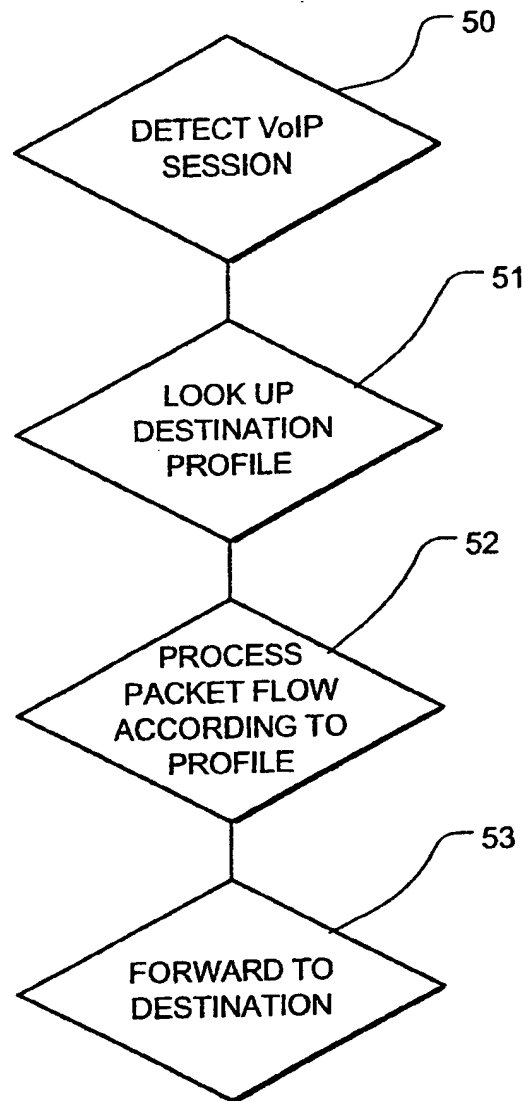 50
DETECT VoIP
SESSION
51
LOOK UP
DESTINATION
PROFILE
52
PROCESS
PACKET FLOW
ACCORDING TO
PROFILE
53
FORWARD TO
DESTINATION